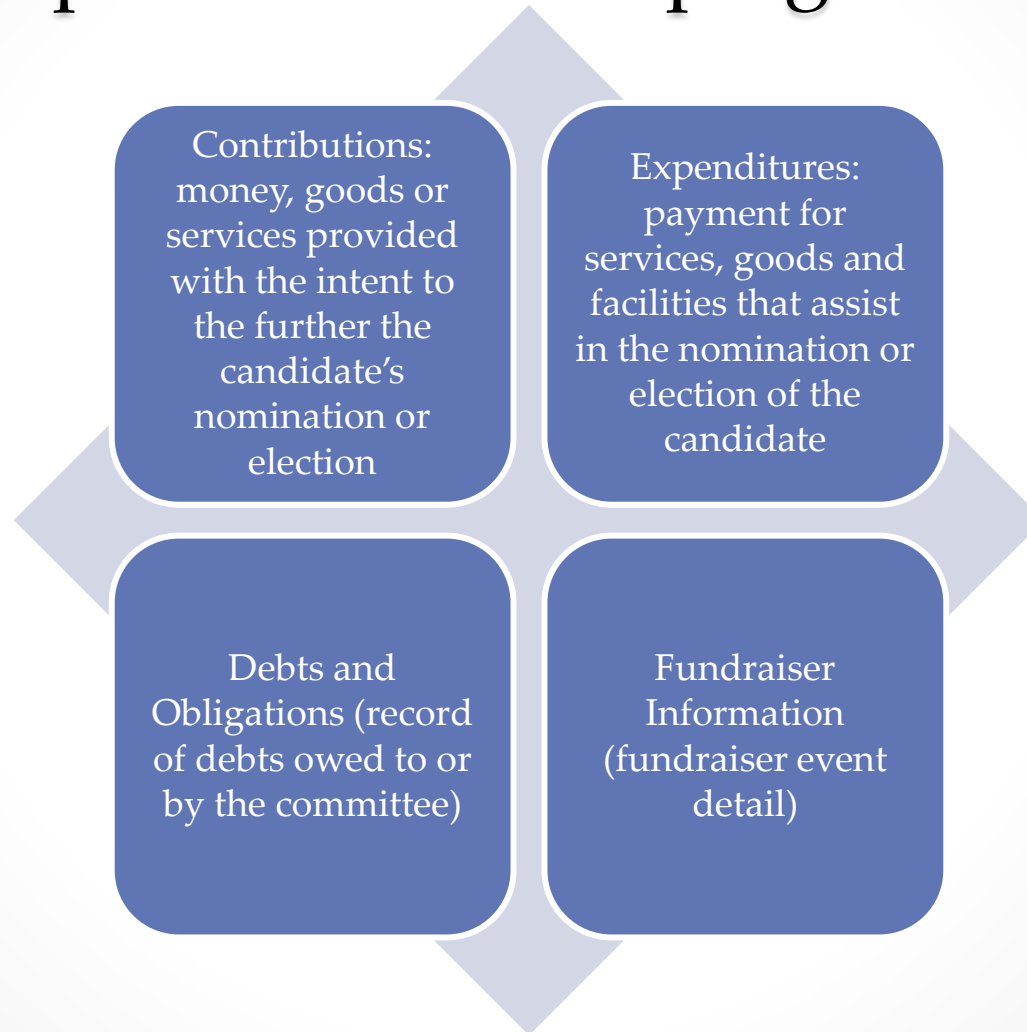 Contributions:
money, goods or
services provided
with the intent to
the further the
candidate’s
nomination or
election
Expenditures:
payment for
services, goods and
facilities that assist
in the nomination or
election of the
candidate
Debts and
Obligations (record
of debts owed to or
by the committee)
Fundraiser
Information
(fundraiser event
detail)